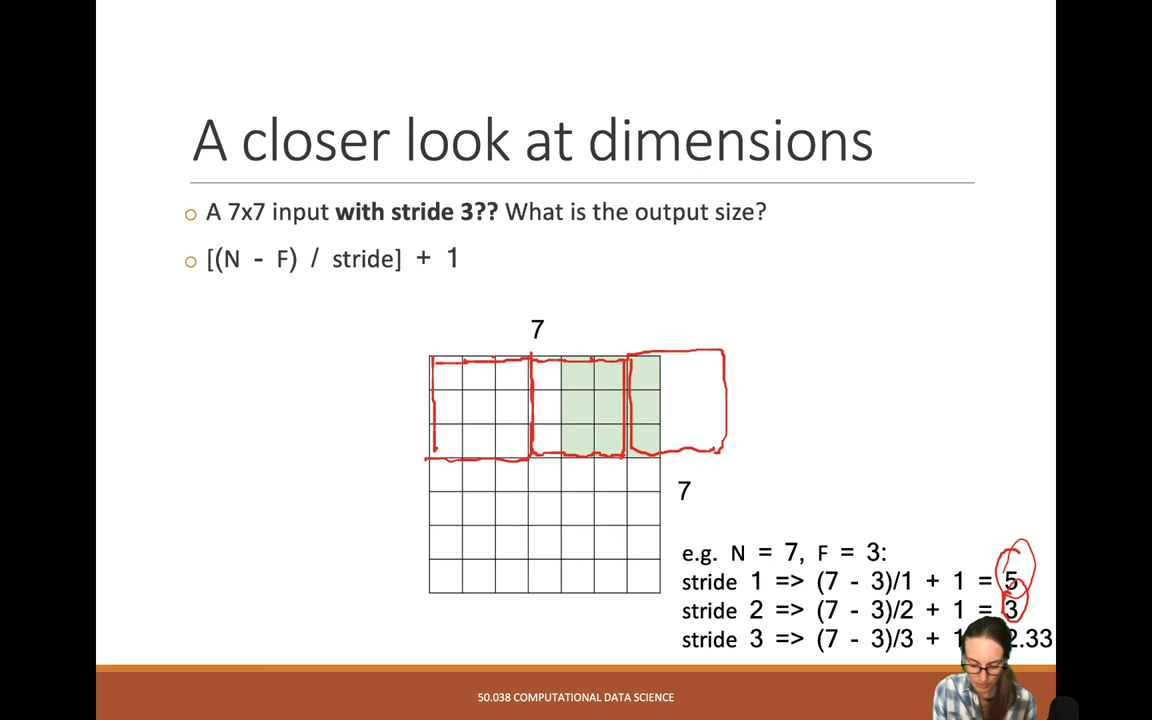 A closer look at dimensions
o A 7x7 input with stride 3?? What is the output size?
o [(N - F) / stride] + 1
7
7
e.g. N = 7, F = 3:
stride 1 => (7 - 3)/1 + 1 = 5
stride 2 => (7 - 3)/2 + 1 = 3
stride 3 => (7 - 3)/3 + 1 2.33
50.038 COMPUTATIONAL DATA SCIENCE